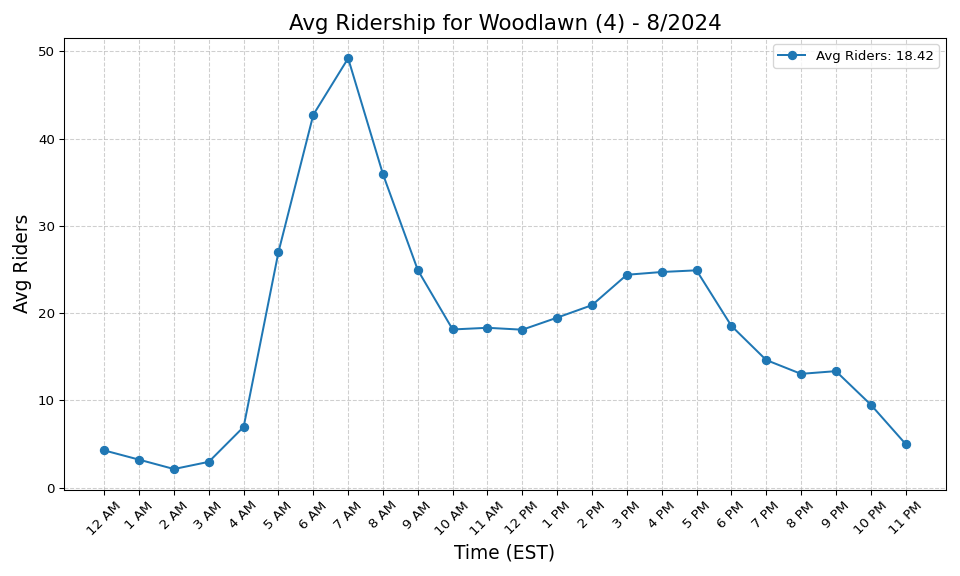 Avg Ridership for Woodlawn (4) - 8/2024
Avg Riders: 18.42
Avg Riders
50
40
30
20
10
0
12 AM
1 AM
2 AM
3 AM
4 AM
5 AM
6 AM
7 AM
8 AM
9 AM
10 AM
11 AM
12 PM
1 PM
2 PM
3 PM
4 PM
5 PM
6 PM
7 PM
8 PM
9 PM
10 PM
11 PM
Time (EST)